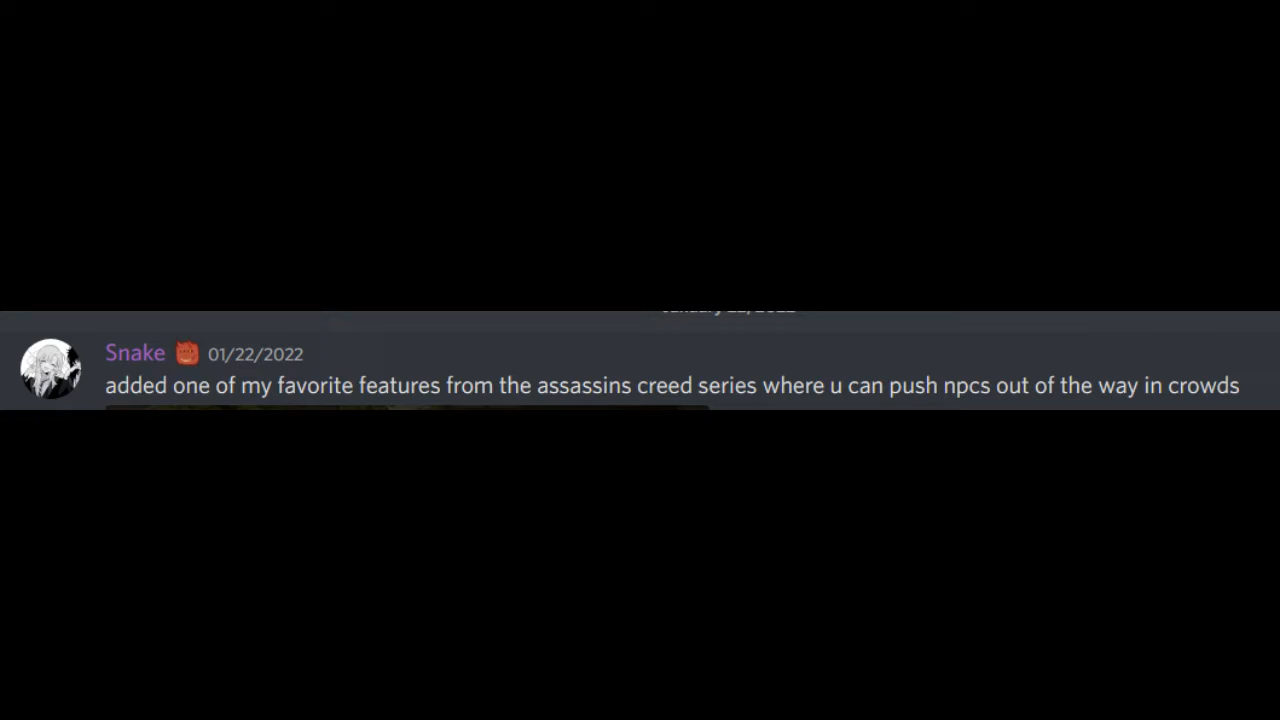 Snake 01/22/2022
added one of my favorite features from the assassins creed series where u can push npcs out of the way in crowds